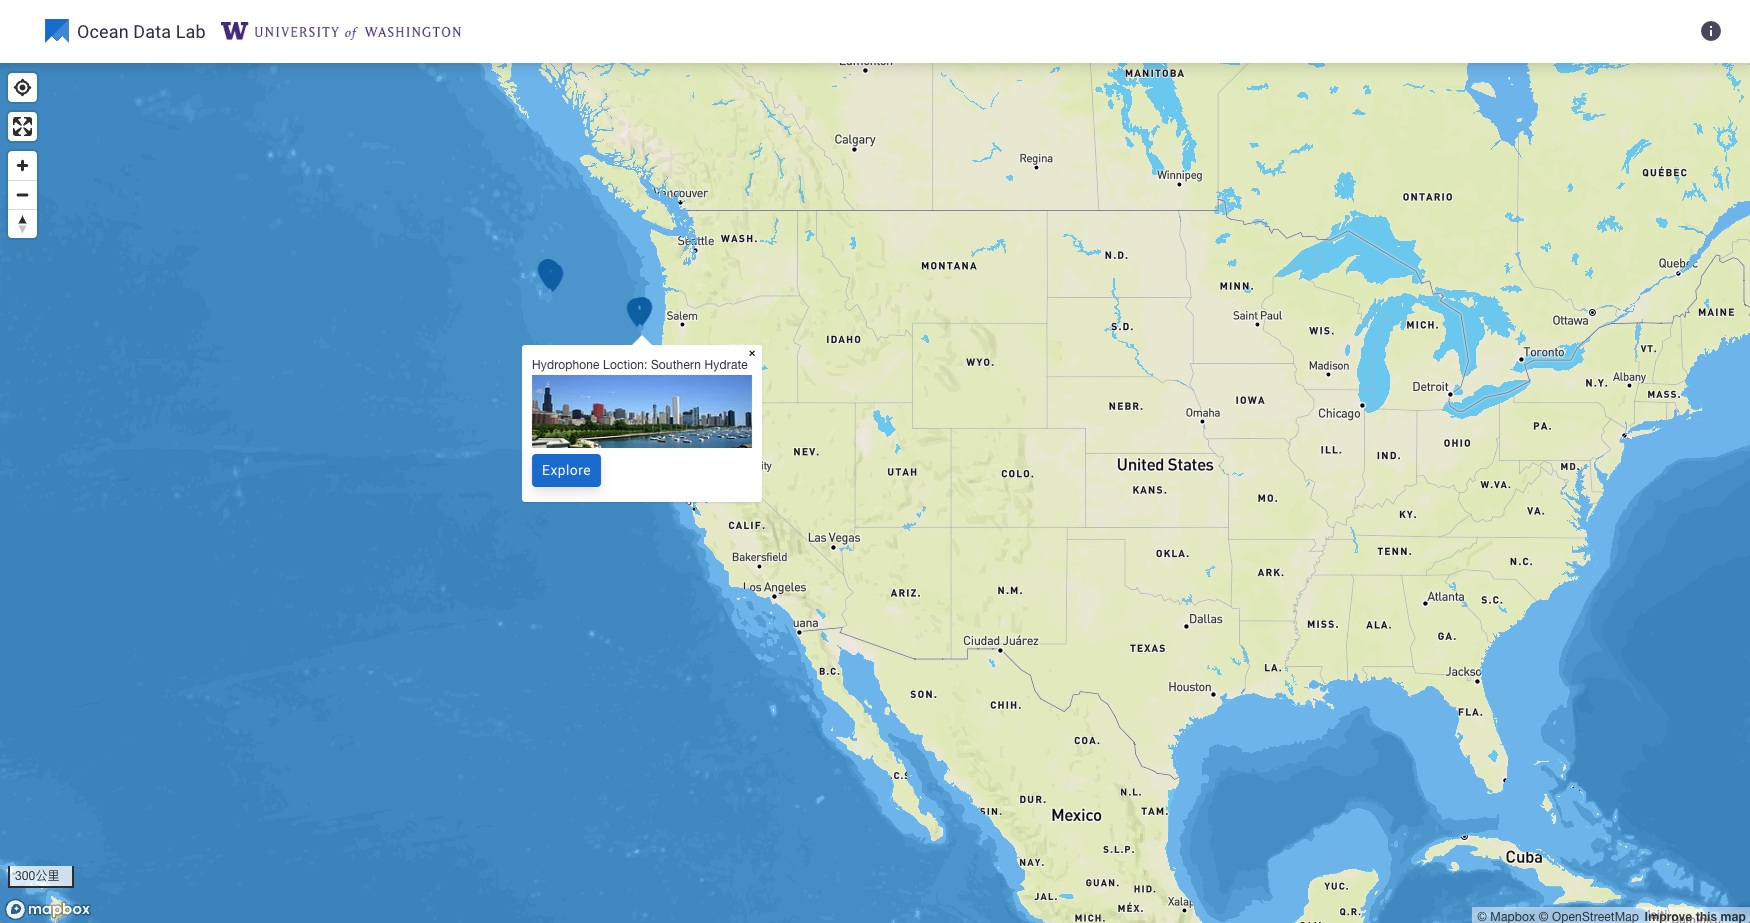 Ocean Data Lab
W UNIVERSITY of WASHINGTON
Edmonton
MANITOBA
Calgary
Regina
Winnipeg
ONTARIO
QUÉBEC
Vancouver
Seattle
WASH.
MONTANA
N.D.
MINN.
Quebec
Salem
IDAHO
S.D.
Saint Paul
WIS.
MICH.
Ottawa
MAINE
Toronto
VT.
WYO.
Madison
Detroit
N.Y.
Albany
MASS.
NEBR.
Omaha
IOWA
Chicago
PA.
Hydrophone Loction: Southern Hydrate
×
Explore
NEV.
UTAH
COLO.
United States
KANS.
ILL.
IND.
OHIO
MD.
W.VA.
VA.
MO.
KY.
CALIF.
Las Vegas
Bakersfield
Los Angeles
OKLA.
TENN.
N.C.
ARK.
ARIZ.
N.M.
Atlanta
S.C.
Dallas
MISS.
ALA.
GA.
uana
Ciudad Juárez
TEXAS
B.C.
SON.
CHIH.
LA.
Houston
Jackso
FLA.
COA.
C.S
DUR.
N.L.
SIN.
Mexico
TAM.
S.L.P.
Cuba
NAY.
GUAN.
HID.
YUC.
JAL.
MÉX.
Xalap
MICH.
Q.R.
300公里
mapbox
© Mapbox © OpenStreetMap Improve this map